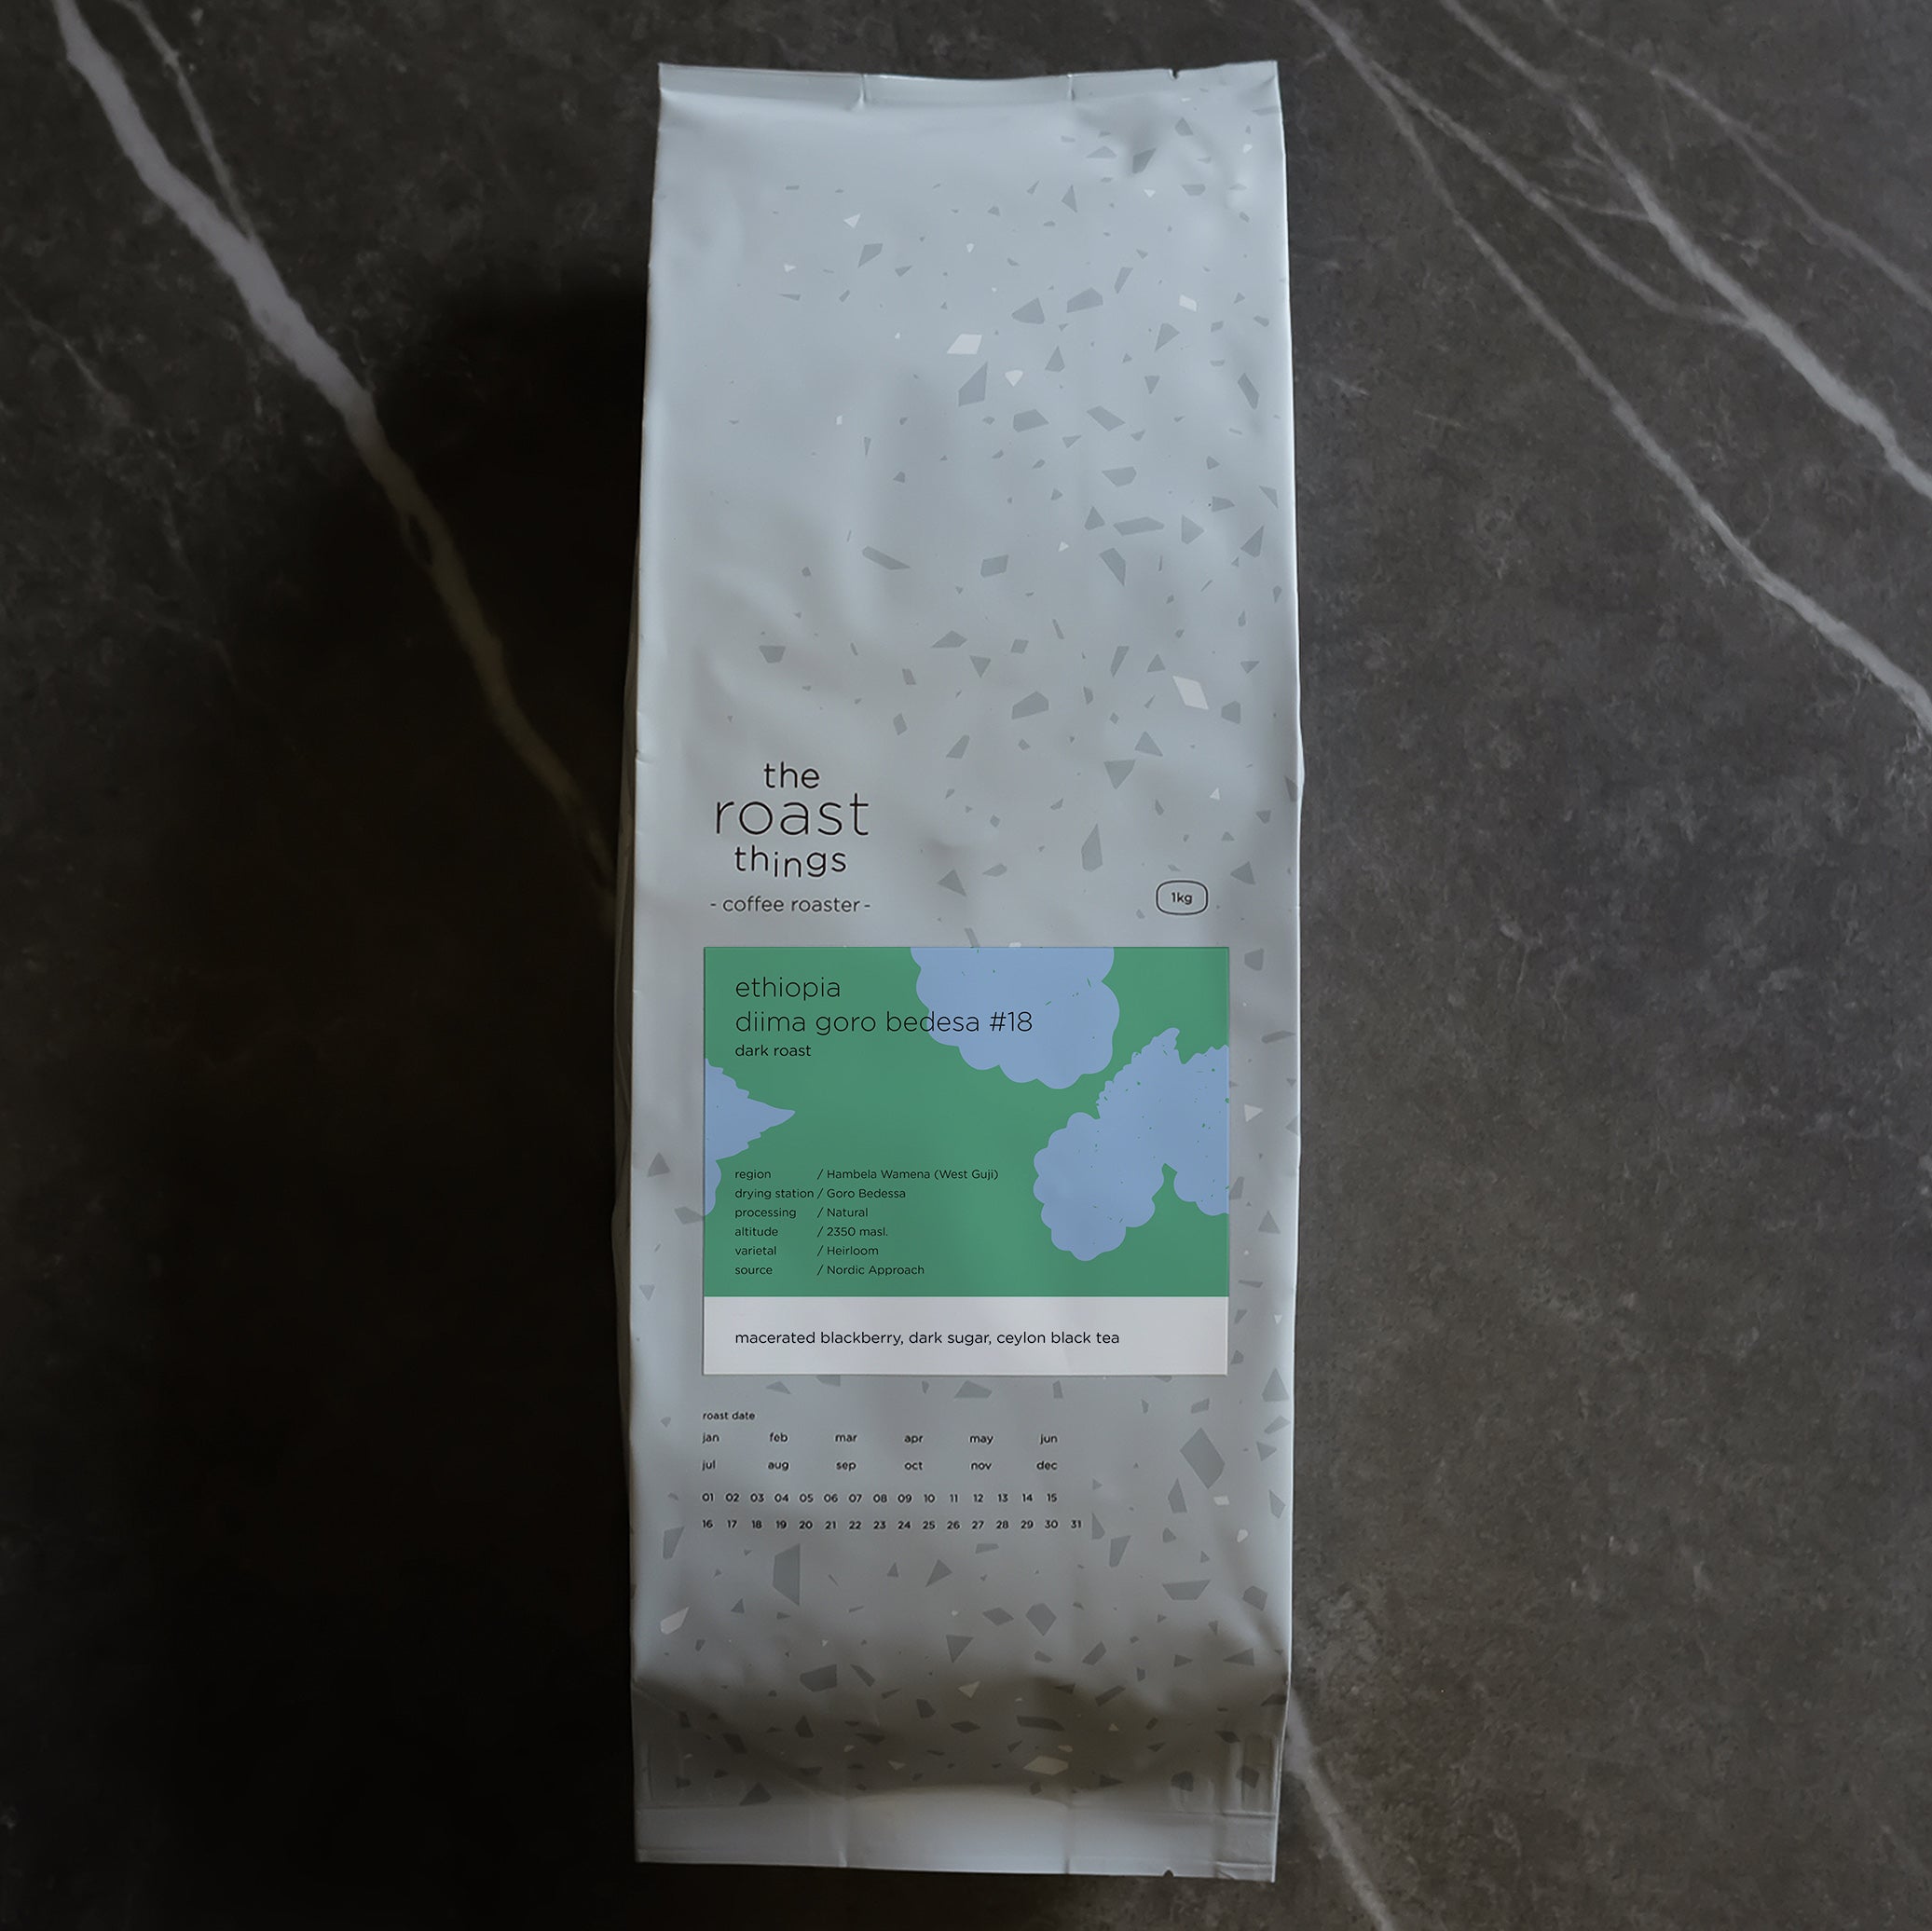 the
roast
things
- coffee roaster -
1kg
ethiopia
diima goro bedesa #18
dark roast
region / Hambela Wamena (West Guji)
drying station / Goro Bedessa
processing / Natural
altitude / 2350 masl.
varietal / Heirloom
source / Nordic Approach
macerated blackberry, dark sugar, ceylon black tea
roast date
jan feb mar apr may jun
jul aug sep oct nov dec
01 02 03 04 05 06 07 08 09 10 11 12 13 14 15
16 17 18 19 20 21 22 23 24 25 26 27 28 29 30 31